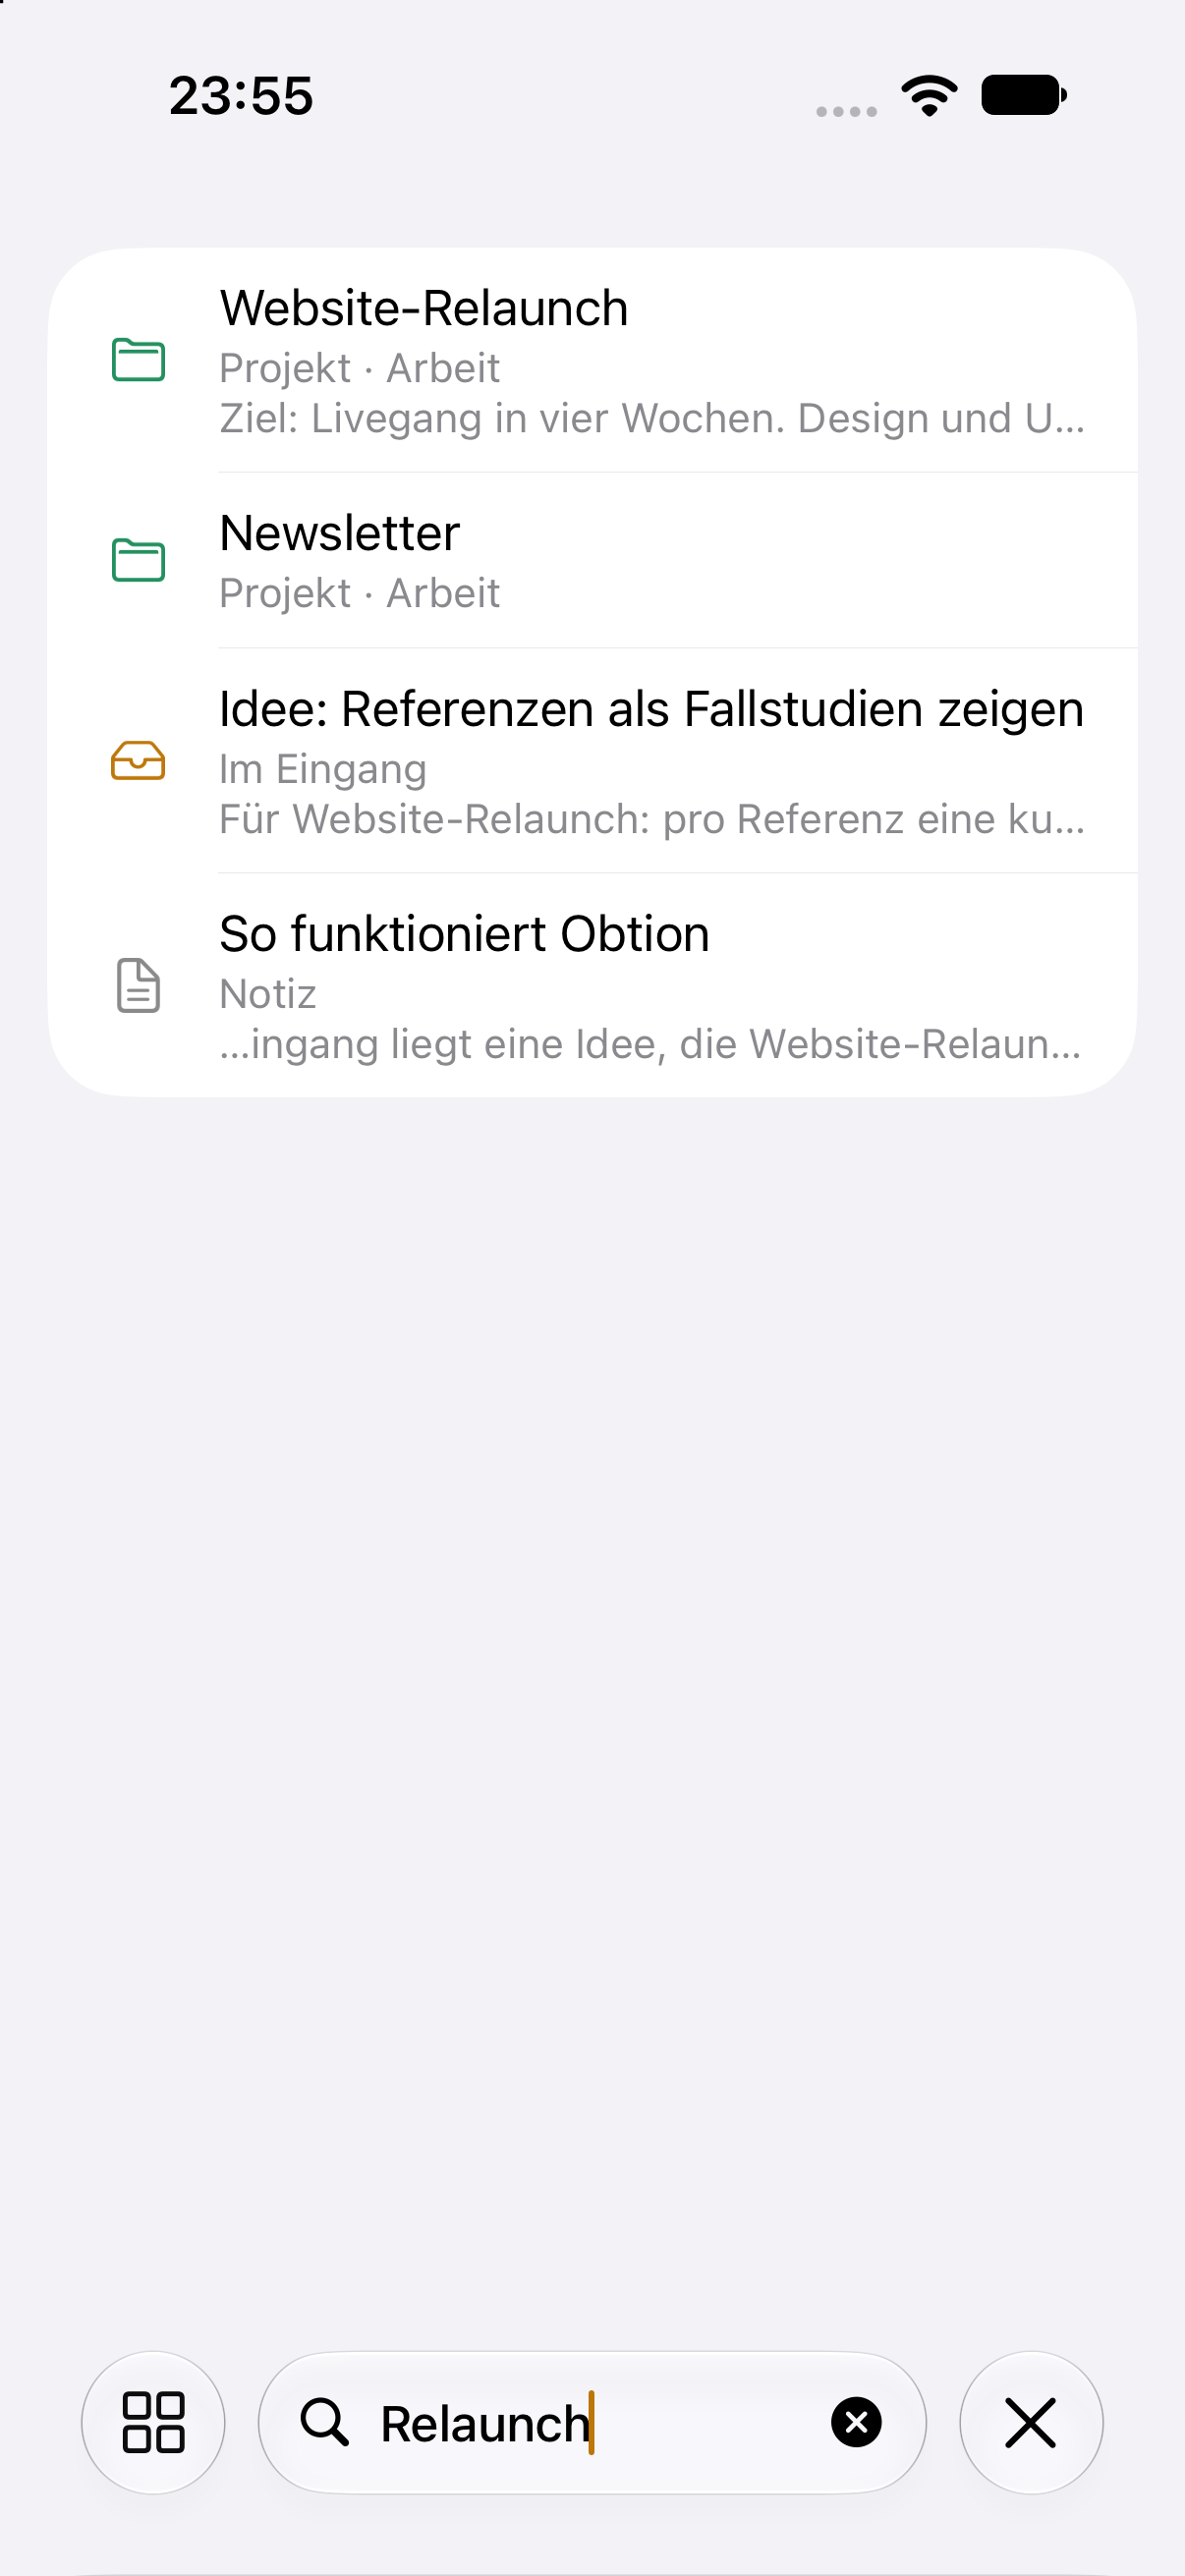 23:55
Website-Relaunch
Projekt · Arbeit
Ziel: Livegang in vier Wochen. Design und U...
Newsletter
Projekt · Arbeit
Idee: Referenzen als Fallstudien zeigen
Im Eingang
Für Website-Relaunch: pro Referenz eine ku...
So funktioniert Obtion
Notiz
...ingang liegt eine Idee, die Website-Relaun...
Relaunch